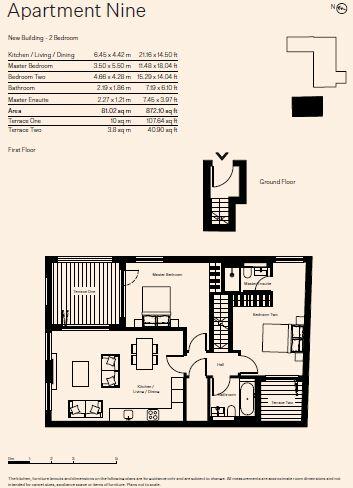 Apartment Nine
N
New Building - 2 Bedroom
Kitchen / Living / Dining 6.45 x 4.42 m 21.16 x 14.50 ft
Master Bedroom 3.50 x 5.50 m 11.48 x 18.04 ft
Bedroom Two 4.66 x 4.28 m 15.29 x 14.04 ft
Bathroom 2.19 x 1.86 m 7.19 x 6.10 ft
Master Ensuite 2.27 x 1.21 m 7.45 x 3.97 ft
Area 81.02 sq m 872.10 sq ft
Terrace One 10 sq m 107.64 sq ft
Terrace Two 3.8 sq m 40.90 sq ft
First Floor
Ground Floor
Master Bedroom
Master Ensuite
Terrace One
Bedroom Two
Hall
Kitchen /
Living / Dining
Bathroom
Terrace Two
0m 1 2 3 5
The kitchen, furniture layouts and dimensions on the following plans are for guidance only and are subject to change. All measurements are approximate room dimensions and not
intended for carpet sizes, appliance space or items of furniture. Plans not to scale.